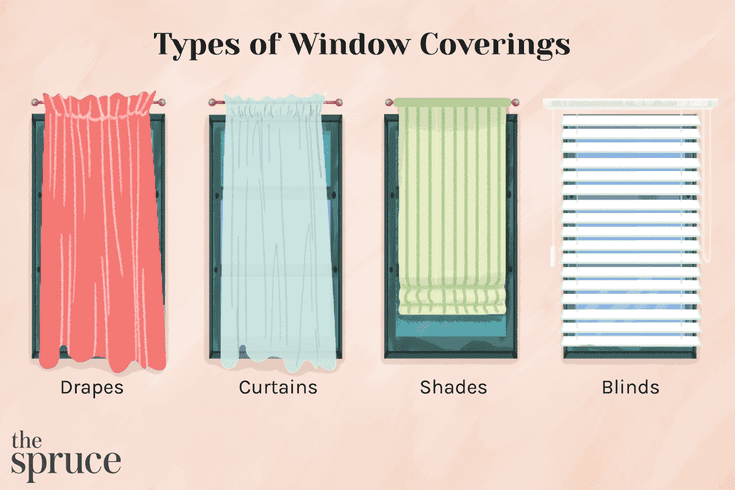 Types of Window Coverings
Drapes
Curtains
Shades
Blinds
the
spruce